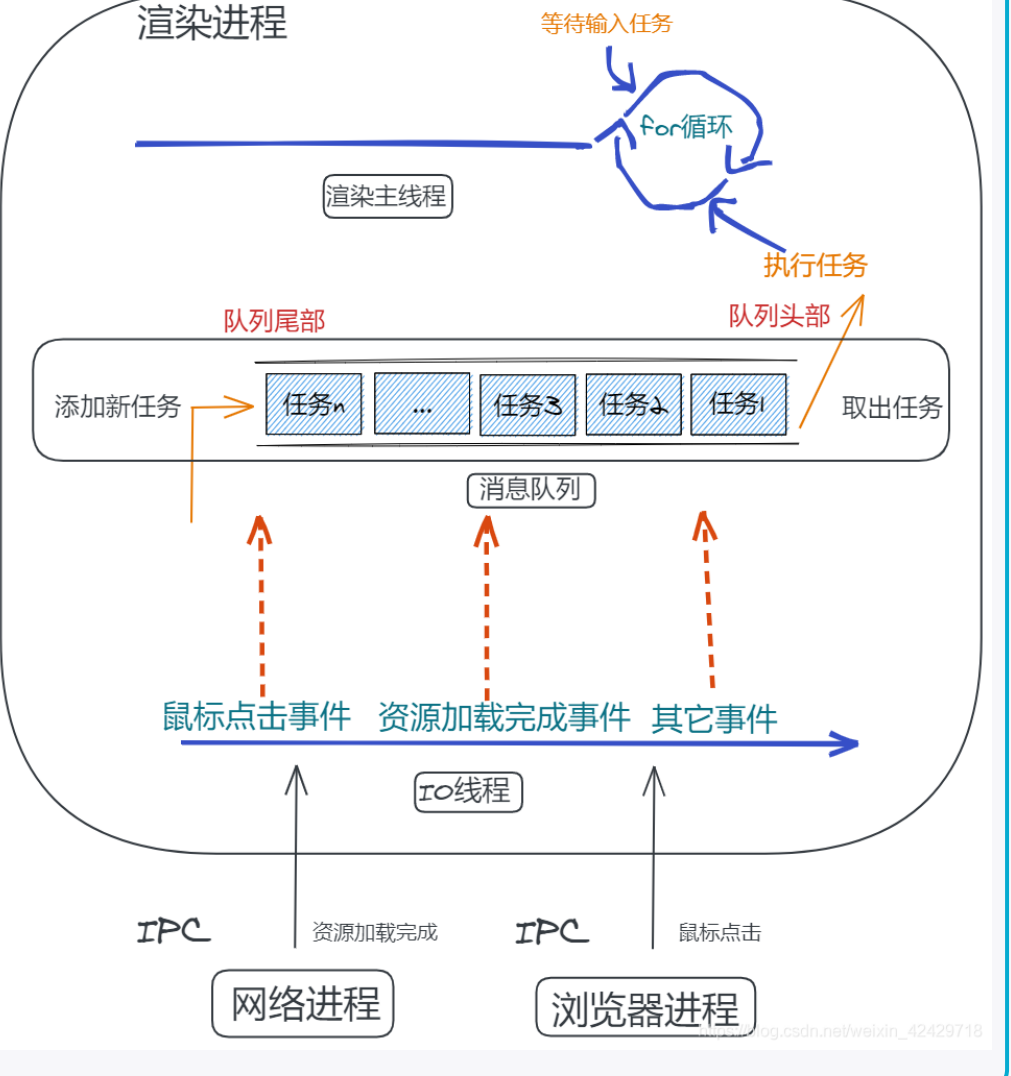 渲染进程
等待输入任务
for循环
渲染主线程
执行任务
队列尾部
队列头部
添加新任务
任务n
...
任务3
任务2
任务1
取出任务
消息队列
鼠标点击事件
资源加载完成事件
其它事件
IO线程
IPC
资源加载完成
IPC
鼠标点击
网络进程
浏览器进程
https://blog.csdn.net/weixin_42429718